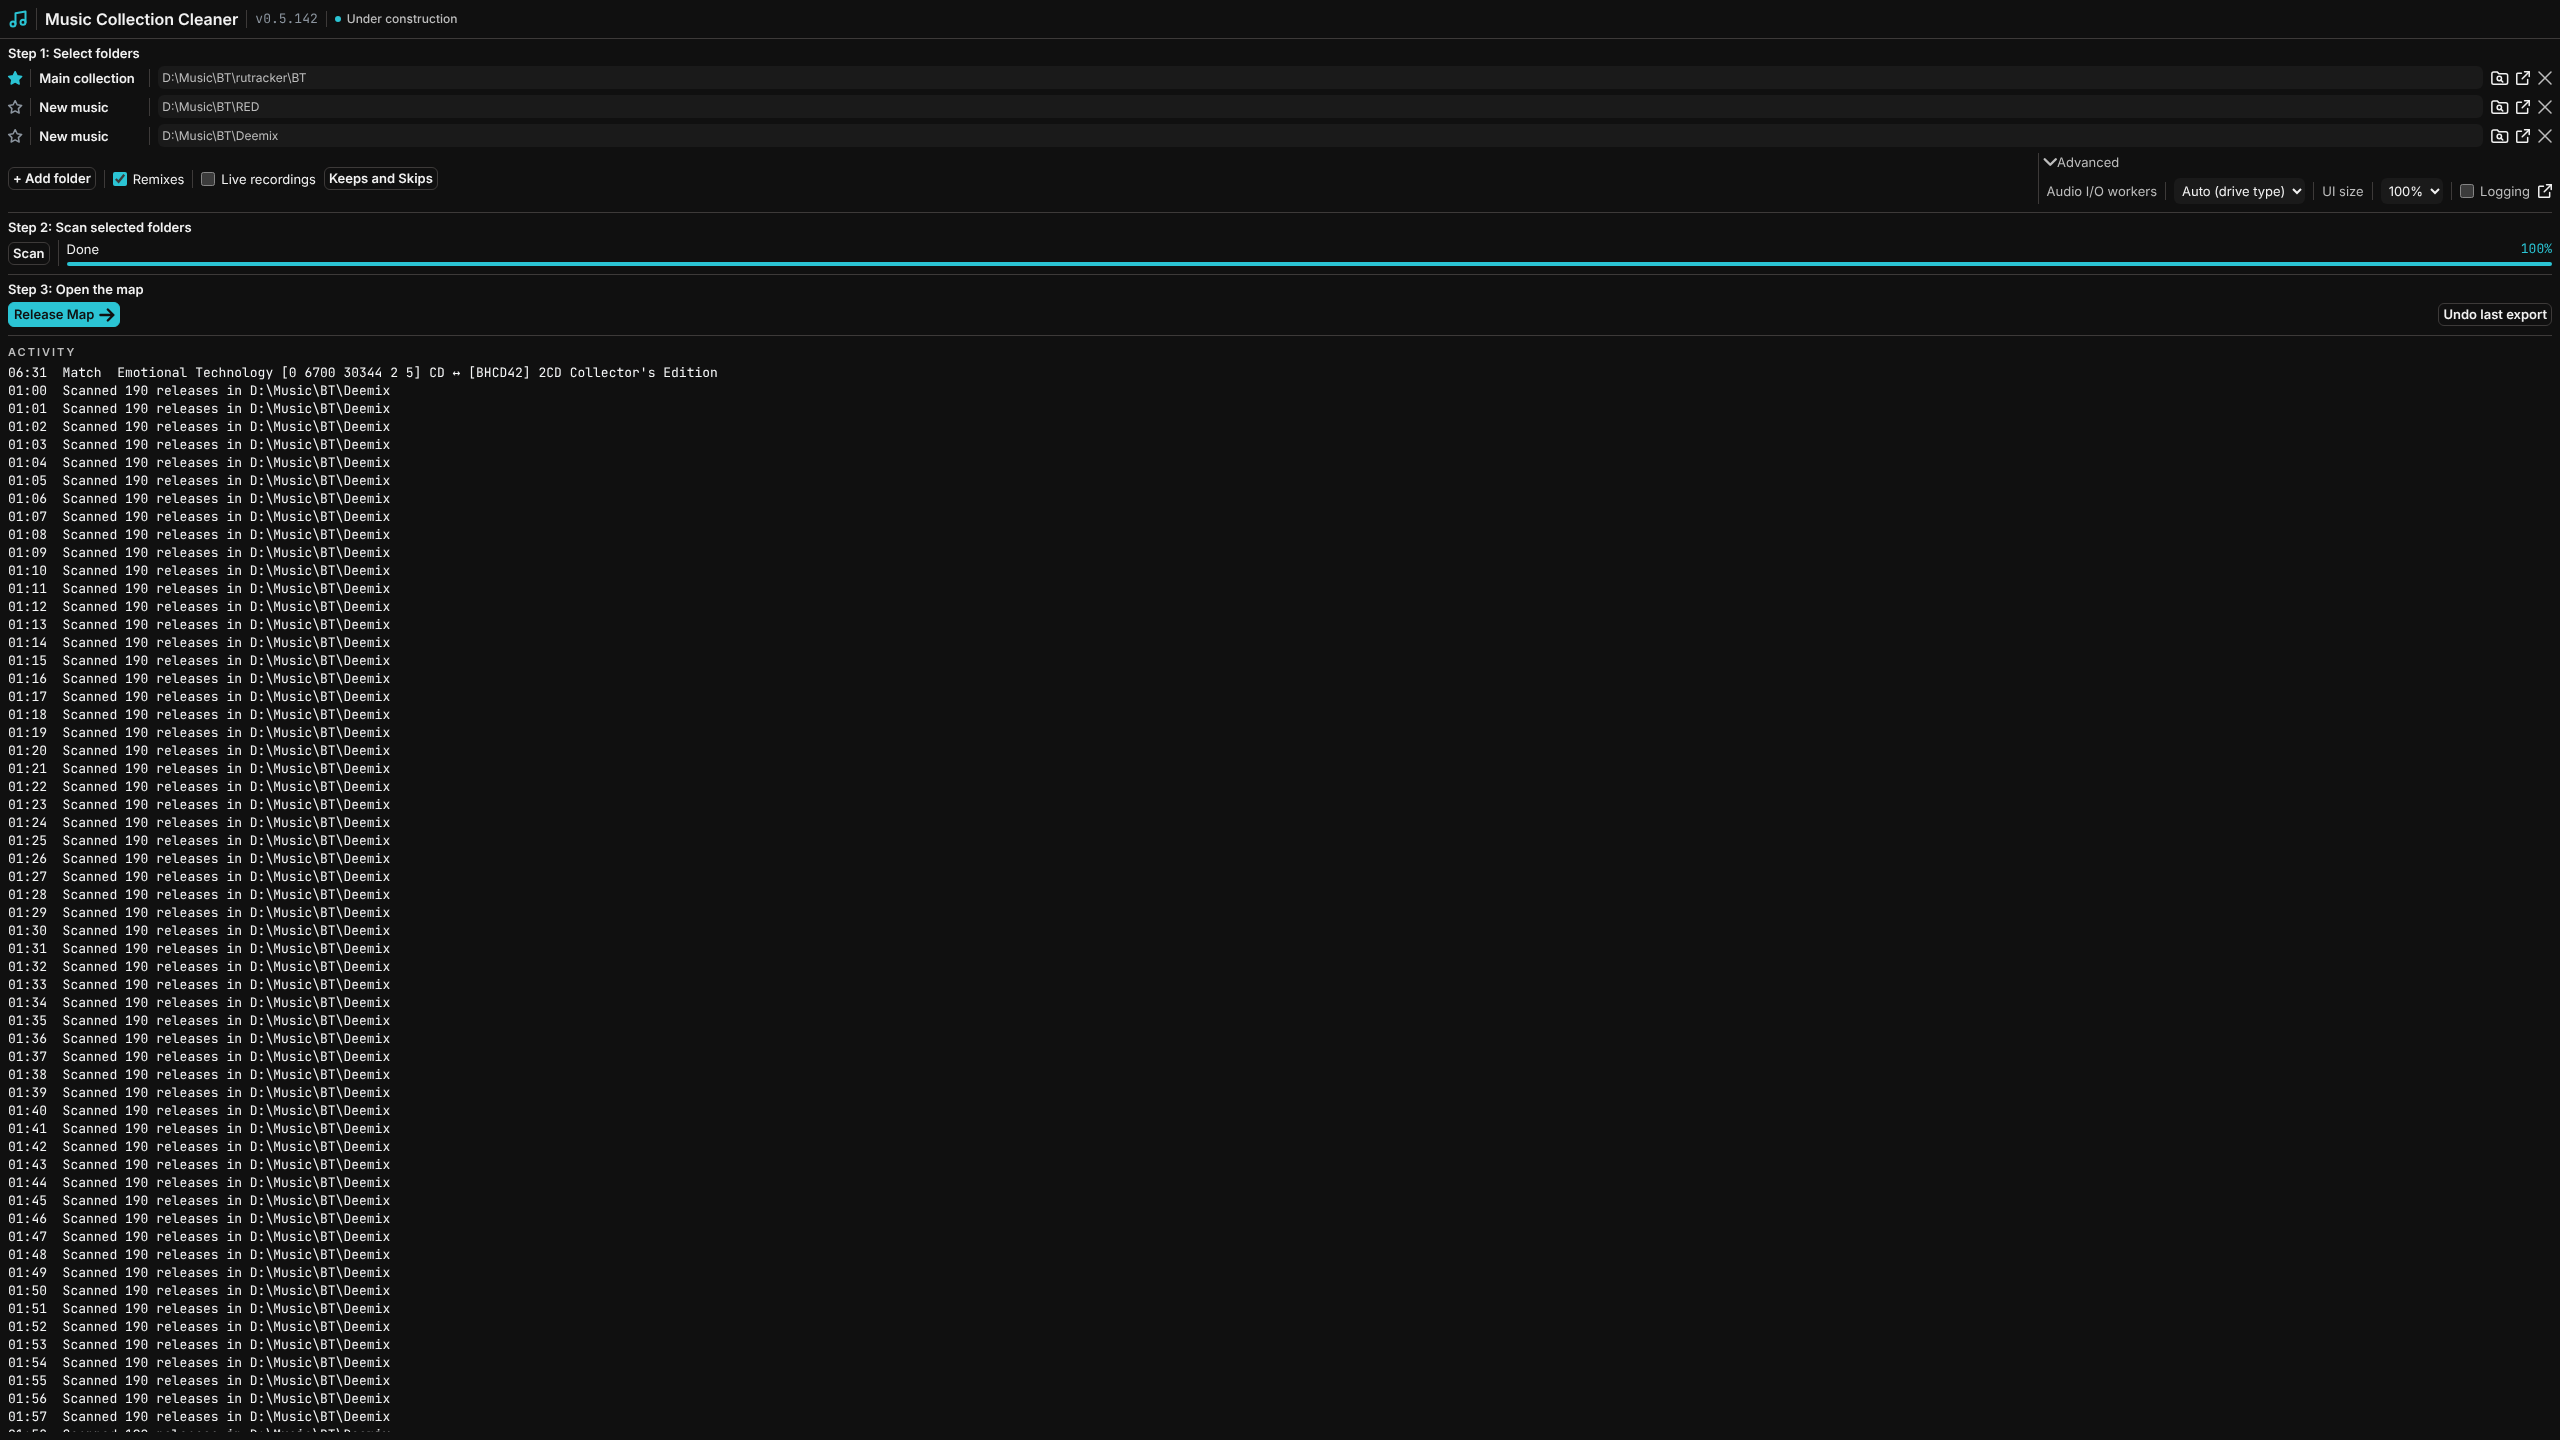 Music Collection Cleaner v0.5.142 Under construction
Step 1: Select folders
Main collection D:\Music\BT\rutracker\BT
New music D:\Music\BT\RED
New music D:\Music\BT\Deemix
Advanced
+ Add folder Remixes Live recordings Keeps and Skips Audio I/O workers Auto (drive type) UI size 100% Logging
Step 2: Scan selected folders
Scan Done 100%
Step 3: Open the map
Release Map Undo last export
ACTIVITY
06:31 Match Emotional Technology [0 6700 30344 2 5] CD ↔ [BHCD42] 2CD Collector's Edition
01:00 Scanned 190 releases in D:\Music\BT\Deemix
01:01 Scanned 190 releases in D:\Music\BT\Deemix
01:02 Scanned 190 releases in D:\Music\BT\Deemix
01:03 Scanned 190 releases in D:\Music\BT\Deemix
01:04 Scanned 190 releases in D:\Music\BT\Deemix
01:05 Scanned 190 releases in D:\Music\BT\Deemix
01:06 Scanned 190 releases in D:\Music\BT\Deemix
01:07 Scanned 190 releases in D:\Music\BT\Deemix
01:08 Scanned 190 releases in D:\Music\BT\Deemix
01:09 Scanned 190 releases in D:\Music\BT\Deemix
01:10 Scanned 190 releases in D:\Music\BT\Deemix
01:11 Scanned 190 releases in D:\Music\BT\Deemix
01:12 Scanned 190 releases in D:\Music\BT\Deemix
01:13 Scanned 190 releases in D:\Music\BT\Deemix
01:14 Scanned 190 releases in D:\Music\BT\Deemix
01:15 Scanned 190 releases in D:\Music\BT\Deemix
01:16 Scanned 190 releases in D:\Music\BT\Deemix
01:17 Scanned 190 releases in D:\Music\BT\Deemix
01:18 Scanned 190 releases in D:\Music\BT\Deemix
01:19 Scanned 190 releases in D:\Music\BT\Deemix
01:20 Scanned 190 releases in D:\Music\BT\Deemix
01:21 Scanned 190 releases in D:\Music\BT\Deemix
01:22 Scanned 190 releases in D:\Music\BT\Deemix
01:23 Scanned 190 releases in D:\Music\BT\Deemix
01:24 Scanned 190 releases in D:\Music\BT\Deemix
01:25 Scanned 190 releases in D:\Music\BT\Deemix
01:26 Scanned 190 releases in D:\Music\BT\Deemix
01:27 Scanned 190 releases in D:\Music\BT\Deemix
01:28 Scanned 190 releases in D:\Music\BT\Deemix
01:29 Scanned 190 releases in D:\Music\BT\Deemix
01:30 Scanned 190 releases in D:\Music\BT\Deemix
01:31 Scanned 190 releases in D:\Music\BT\Deemix
01:32 Scanned 190 releases in D:\Music\BT\Deemix
01:33 Scanned 190 releases in D:\Music\BT\Deemix
01:34 Scanned 190 releases in D:\Music\BT\Deemix
01:35 Scanned 190 releases in D:\Music\BT\Deemix
01:36 Scanned 190 releases in D:\Music\BT\Deemix
01:37 Scanned 190 releases in D:\Music\BT\Deemix
01:38 Scanned 190 releases in D:\Music\BT\Deemix
01:39 Scanned 190 releases in D:\Music\BT\Deemix
01:40 Scanned 190 releases in D:\Music\BT\Deemix
01:41 Scanned 190 releases in D:\Music\BT\Deemix
01:42 Scanned 190 releases in D:\Music\BT\Deemix
01:43 Scanned 190 releases in D:\Music\BT\Deemix
01:44 Scanned 190 releases in D:\Music\BT\Deemix
01:45 Scanned 190 releases in D:\Music\BT\Deemix
01:46 Scanned 190 releases in D:\Music\BT\Deemix
01:47 Scanned 190 releases in D:\Music\BT\Deemix
01:48 Scanned 190 releases in D:\Music\BT\Deemix
01:49 Scanned 190 releases in D:\Music\BT\Deemix
01:50 Scanned 190 releases in D:\Music\BT\Deemix
01:51 Scanned 190 releases in D:\Music\BT\Deemix
01:52 Scanned 190 releases in D:\Music\BT\Deemix
01:53 Scanned 190 releases in D:\Music\BT\Deemix
01:54 Scanned 190 releases in D:\Music\BT\Deemix
01:55 Scanned 190 releases in D:\Music\BT\Deemix
01:56 Scanned 190 releases in D:\Music\BT\Deemix
01:57 Scanned 190 releases in D:\Music\BT\Deemix